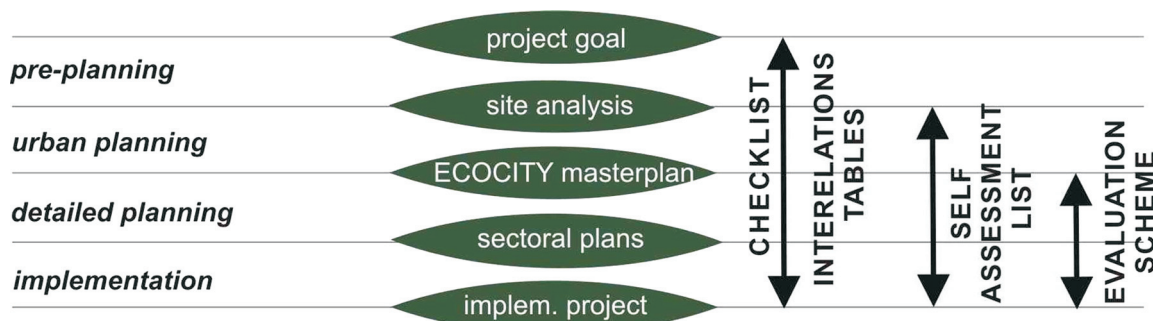 project goal
pre-planning
site analysis
urban planning
ECOCITY masterplan
detailed planning
sectoral plans
implementation
implem. project
CHECKLIST
INTERELATIONS
TABLES
SELF
ASSESSMENT
LIST
EVALUATION
SCHEME